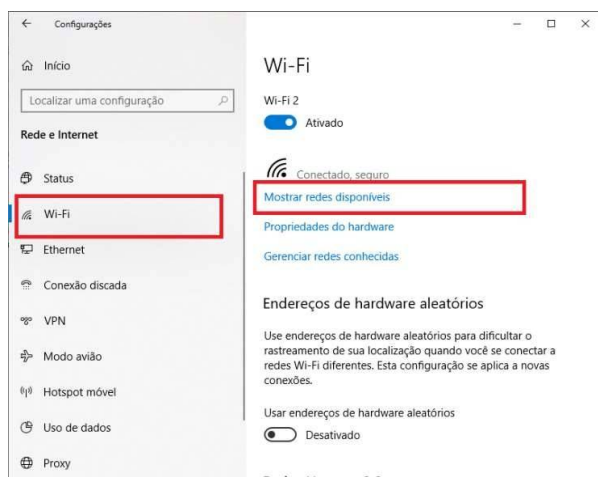 Configurações
Início
Localizar uma configuração
Rede e Internet
Status
Wi-Fi
Ethernet
Conexão discada
VPN
Modo avião
Hotspot móvel
Uso de dados
Proxy
Wi-Fi
Wi-Fi 2
Ativado
Conectado, seguro
Mostrar redes disponíveis
Propriedades do hardware
Gerenciar redes conhecidas
Endereços de hardware aleatórios
Use endereços de hardware aleatórios para dificultar o
rastreamento de sua localização quando você se conectar a
redes Wi-Fi diferentes. Esta configuração se aplica a novas
conexões.
Usar endereços de hardware aleatórios
Desativado